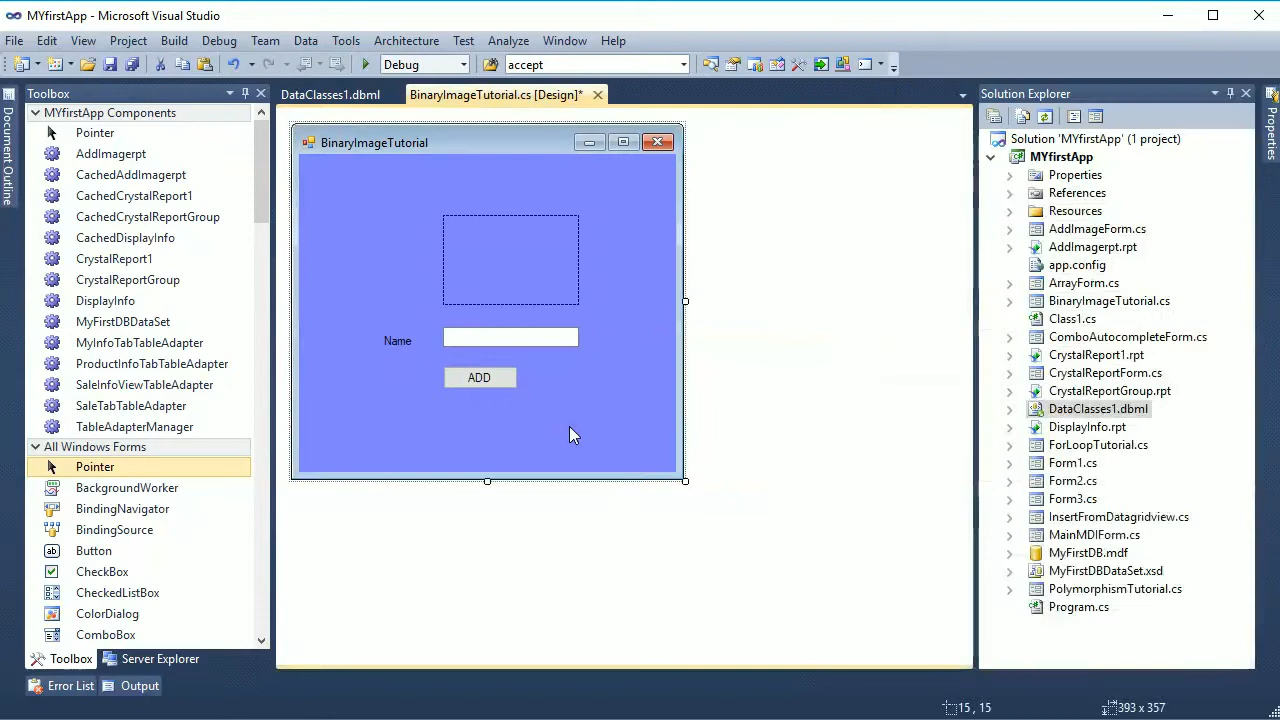 MYfirstApp - Microsoft Visual Studio
File Edit View Project Build Debug Team Data Tools Architecture Test Analyze Window Help
Debug accept
Document Outline
Toolbox
MYfirstApp Components
Pointer
AddImagerpt
CachedAddImagerpt
CachedCrystalReport1
CachedCrystalReportGroup
CachedDisplayInfo
CrystalReport1
CrystalReportGroup
DisplayInfo
MyFirstDBDataSet
MyInfoTabTableAdapter
ProductInfoTabTableAdapter
SaleInfoViewTableAdapter
SaleTabTableAdapter
TableAdapterManager
All Windows Forms
Pointer
BackgroundWorker
BindingNavigator
BindingSource
Button
CheckBox
CheckedListBox
ColorDialog
ComboBox
Toolbox Server Explorer
Error List Output
DataClasses1.dbml BinaryImageTutorial.cs [Design]*
BinaryImageTutorial
Name
ADD
Solution Explorer
Solution 'MYfirstApp' (1 project)
MYfirstApp
Properties
References
Resources
AddImageForm.cs
AddImagerpt.rpt
app.config
ArrayForm.cs
BinaryImageTutorial.cs
Class1.cs
ComboAutocompleteForm.cs
CrystalReport1.rpt
CrystalReportForm.cs
CrystalReportGroup.rpt
DataClasses1.dbml
DisplayInfo.rpt
ForLoopTutorial.cs
Form1.cs
Form2.cs
Form3.cs
InsertFromDatagridview.cs
MainMDIForm.cs
MyFirstDB.mdf
MyFirstDBDataSet.xsd
PolymorphismTutorial.cs
Program.cs
Properties
15 , 15 393 x 357